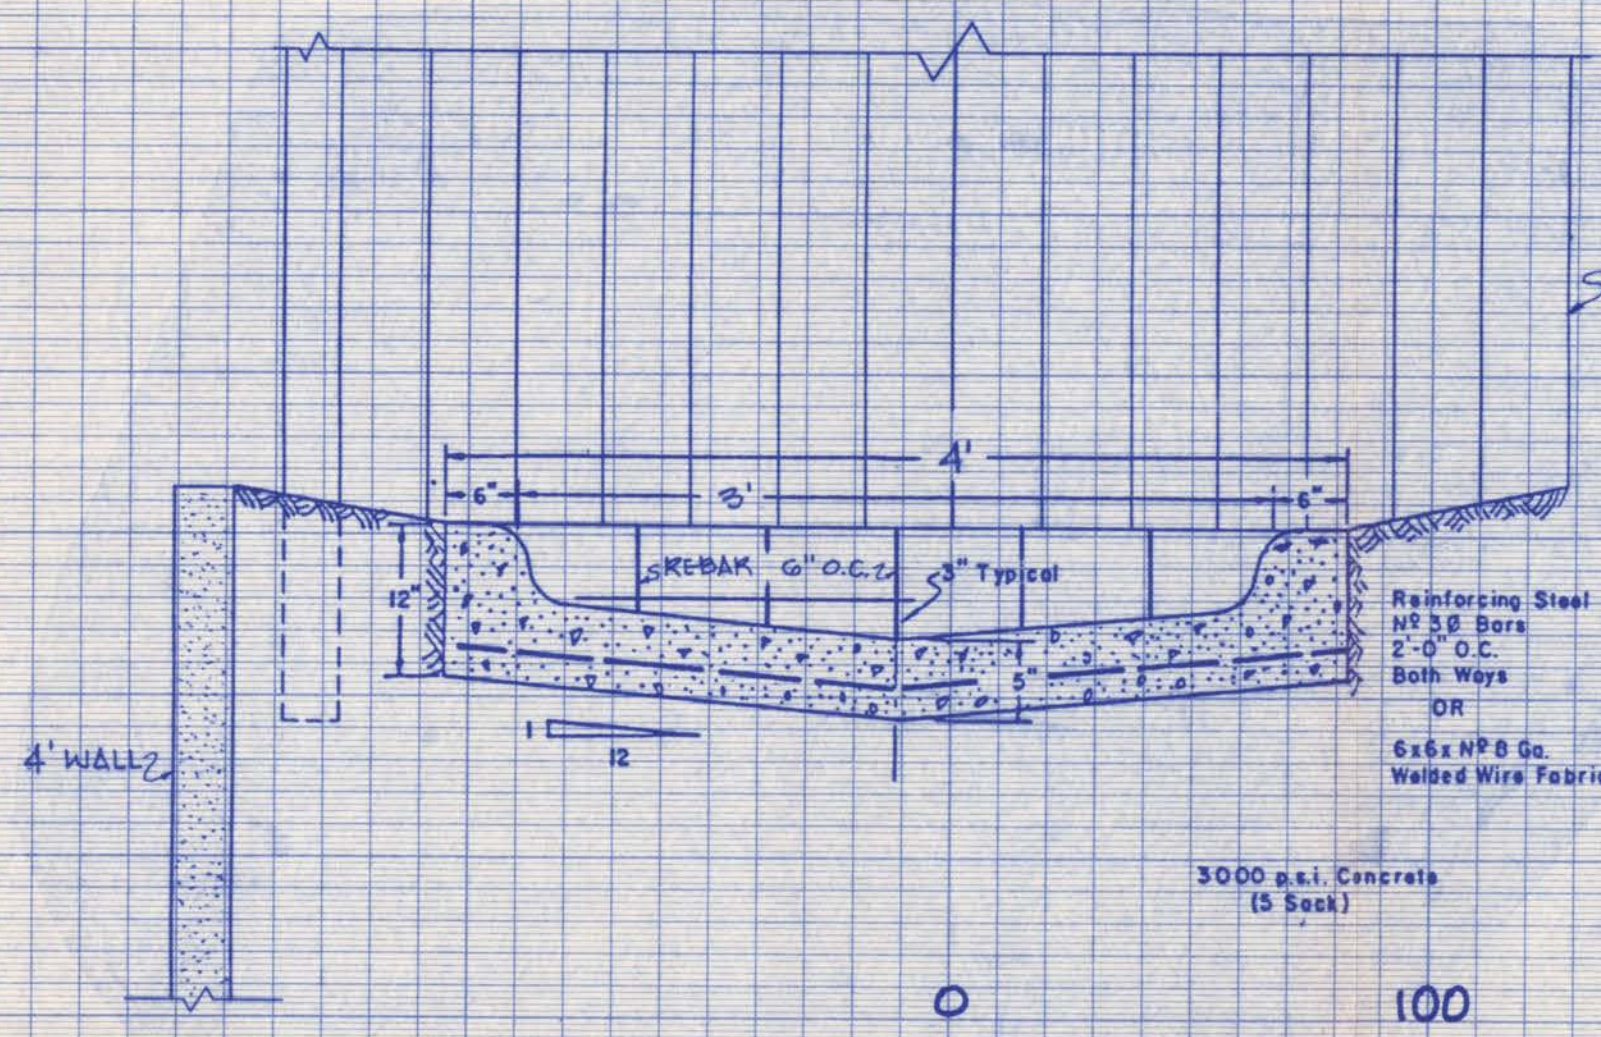 4'
6" 3' 6"
REBAR 6" O.C.
3" Typical
12"
5"
Reinforcing Steel
Nº 3 Ø Bars
2'-0" O.C.
Both Ways
OR
6x6x Nº 8 Ga.
Welded Wire Fabric
1
12
4' WALL
3000 p.s.i. Concrete
(5 Sack)
0 100